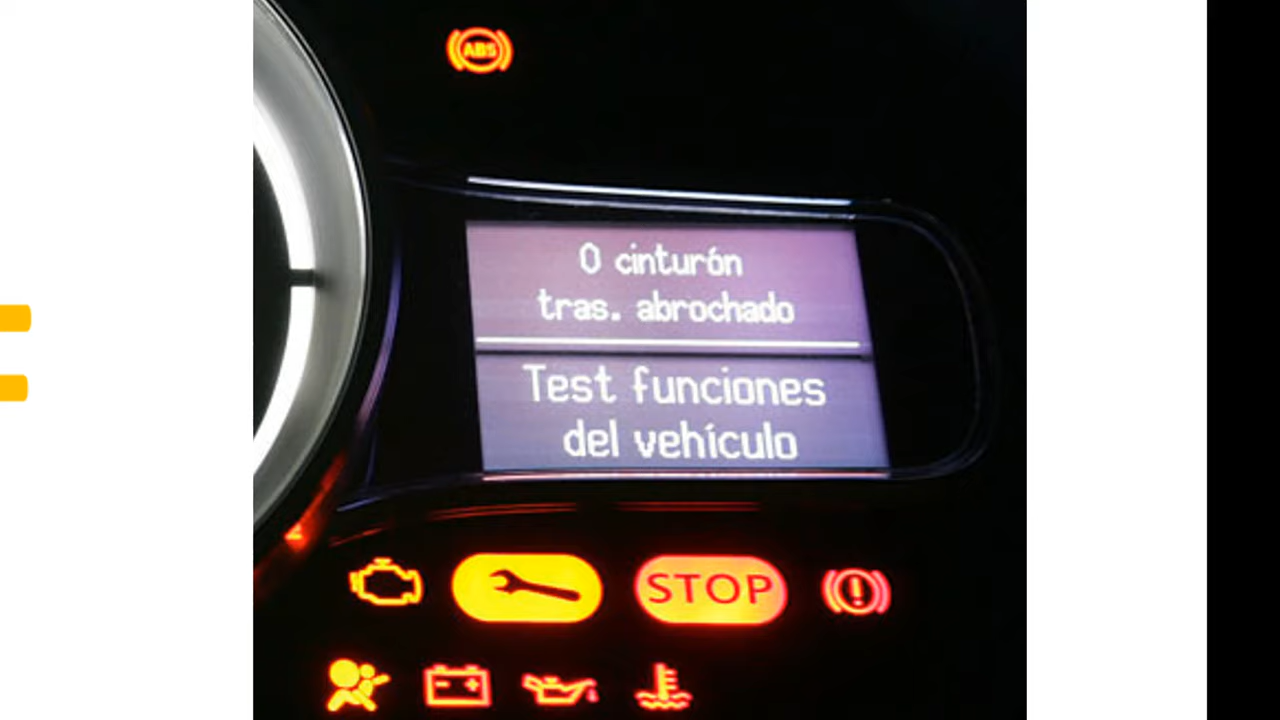 ABS
0 cinturón
tras. abrochado
Test funciones
del vehículo
STOP